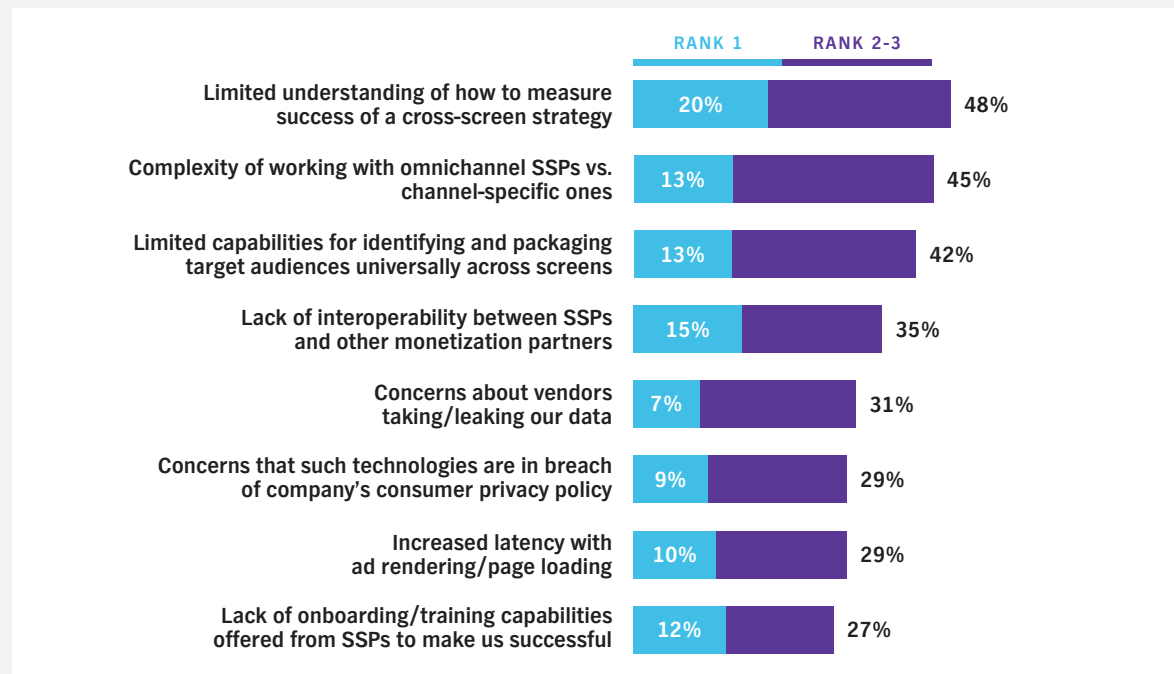 RANK 1 RANK 2-3
Limited understanding of how to measure
success of a cross-screen strategy
20% 48%
Complexity of working with omnichannel SSPs vs.
channel-specific ones
13% 45%
Limited capabilities for identifying and packaging
target audiences universally across screens
13% 42%
Lack of interoperability between SSPs
and other monetization partners
15% 35%
Concerns about vendors
taking/leaking our data
7% 31%
Concerns that such technologies are in breach
of company’s consumer privacy policy
9% 29%
Increased latency with
ad rendering/page loading
10% 29%
Lack of onboarding/training capabilities
offered from SSPs to make us successful
12% 27%